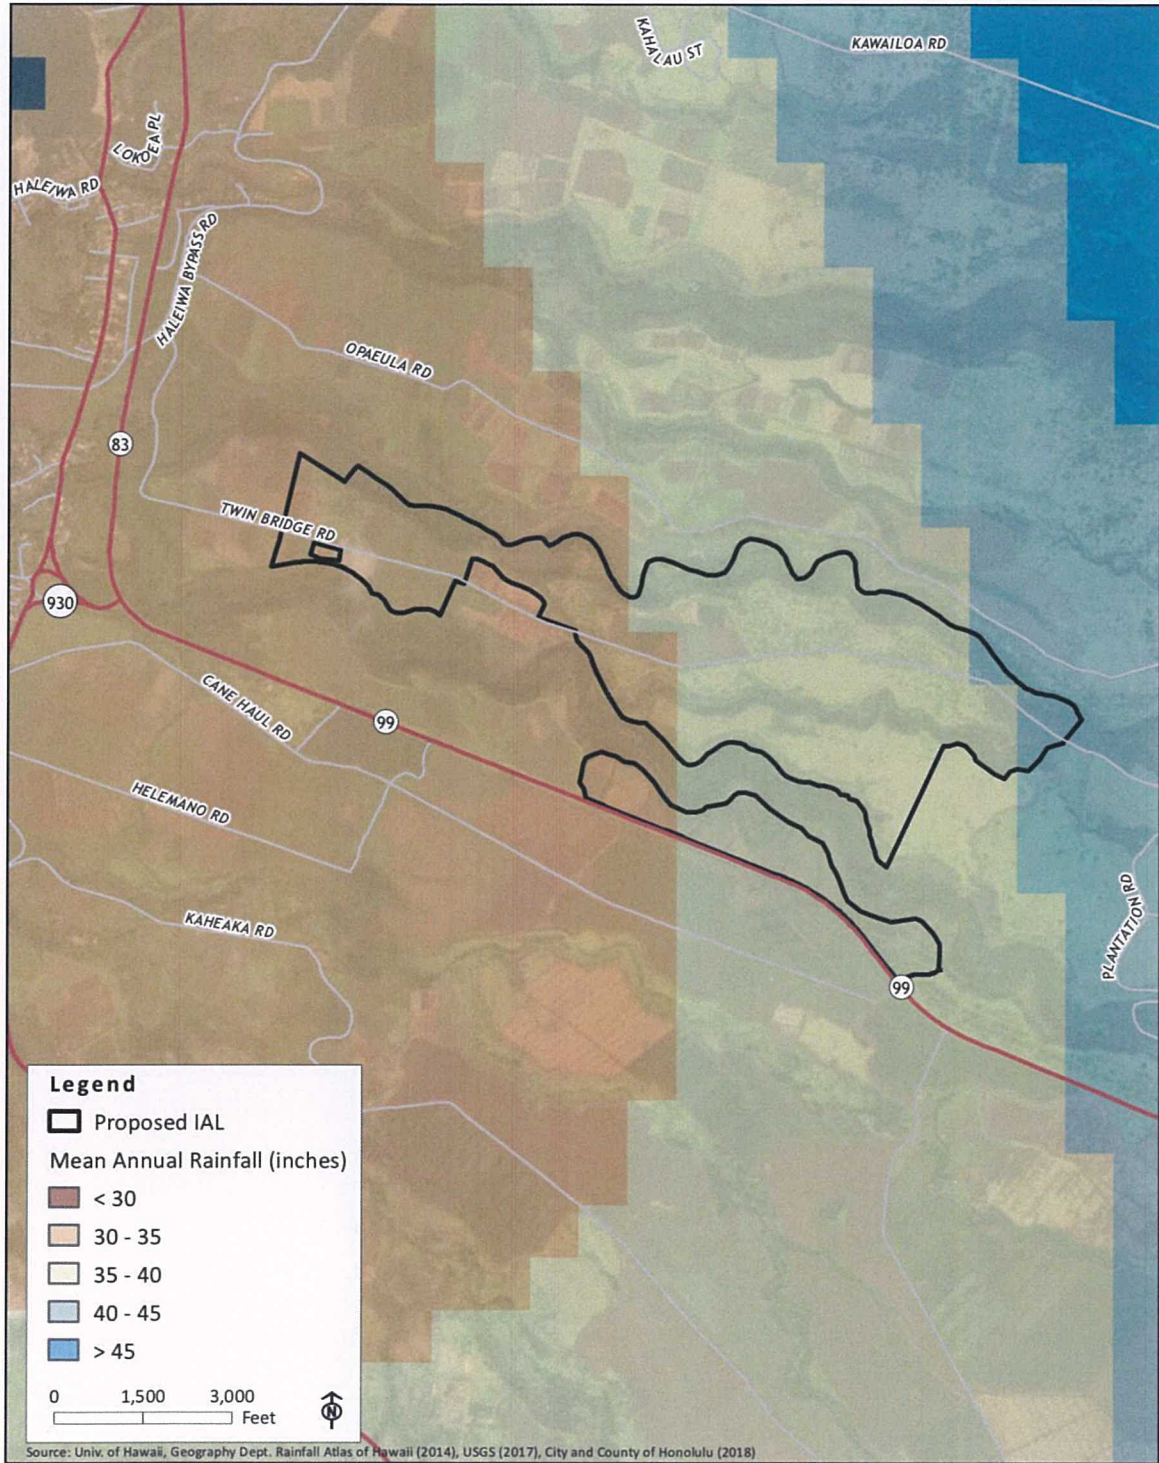 KAHALAU ST
KAWAILOA RD
LOKOEA PL
HALEIWA RD
HALEIWA BYPASS RD
OPAEULA RD
83
TWIN BRIDGE RD
930
CANE HAUL RD
99
HELEMANO RD
PLANTATION RD
KAHEAKA RD
99
Legend
Proposed IAL
Mean Annual Rainfall (inches)
< 30
30 - 35
35 - 40
40 - 45
> 45
0 1,500 3,000
Feet
N
Source: Univ. of Hawaii, Geography Dept. Rainfall Atlas of Hawaii (2014), USGS (2017), City and County of Honolulu (2018)